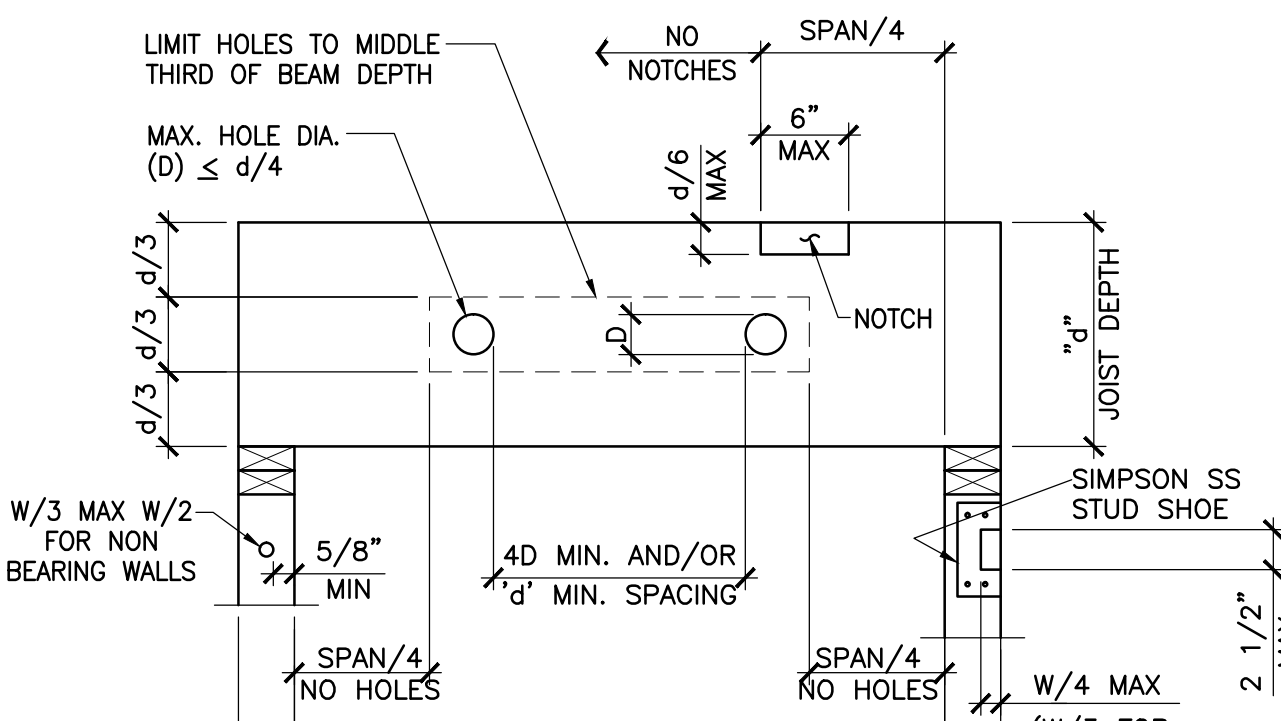 LIMIT HOLES TO MIDDLE
THIRD OF BEAM DEPTH
NO
NOTCHES
SPAN/4
MAX. HOLE DIA.
(D) ≤ d/4
6"
MAX
d/6
MAX
d/3
d/3
d/3
D
NOTCH
"d"
JOIST DEPTH
W/3 MAX W/2
FOR NON
BEARING WALLS
5/8"
MIN
4D MIN. AND/OR
'd' MIN. SPACING
SIMPSON SS
STUD SHOE
2 1/2"
SPAN/4
NO HOLES
SPAN/4
NO HOLES
W/4 MAX